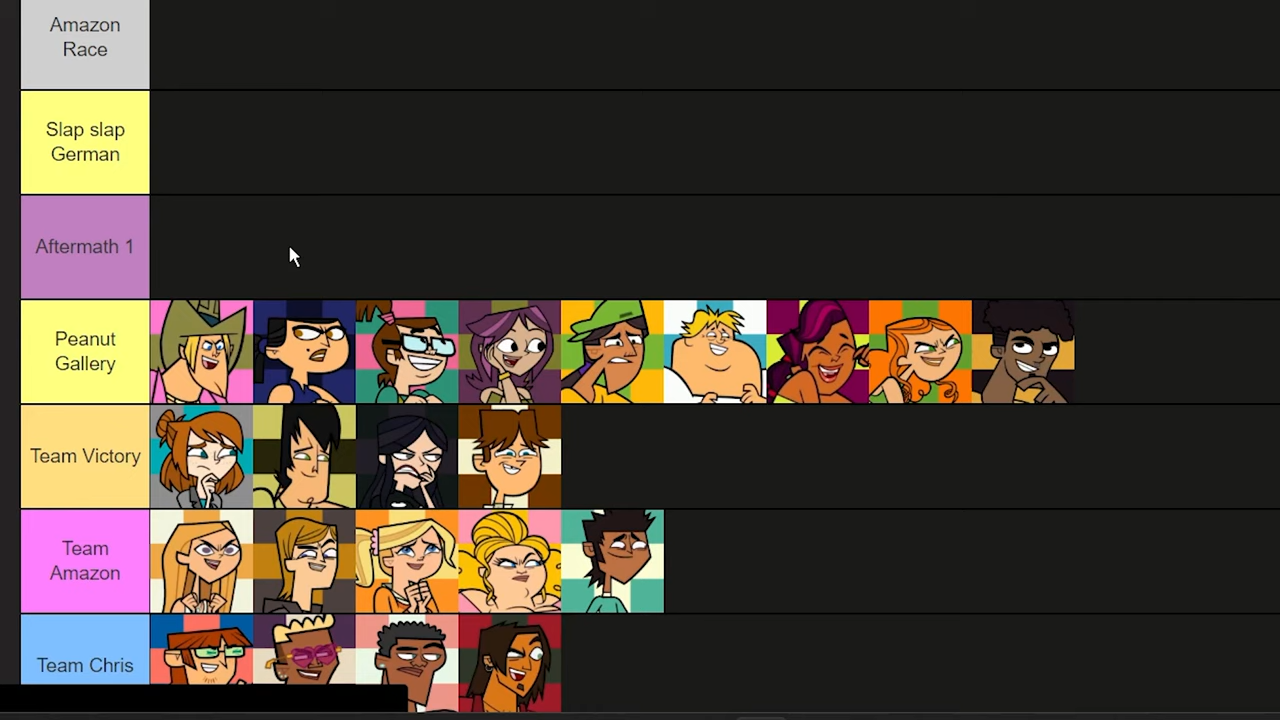 Amazon
Race
Slap slap
German
Aftermath 1
Peanut
Gallery
Team Victory
Team
Amazon
Team Chris